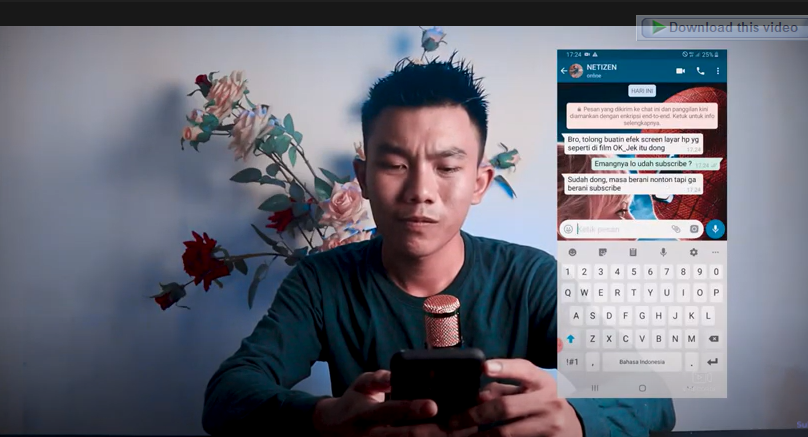 Download this video
17:24
25%
NETIZEN
online
HARI INI
Pesan yang dikirim ke chat ini dan panggilan kini
diamankan dengan enkripsi end-to-end. Ketuk untuk info
selengkapnya.
Bro, tolong buatin efek screen layar hp yg
seperti di film OK_Jek itu dong
17.24
Emangnya lo udah subscribe ?
17.24
Sudah dong, masa berani nonton tapi ga
berani subscribe
17.24
Ketik pesan
1 2 3 4 5 6 7 8 9 0
Q W E R T Y U I O P
A S D F G H J K L
Z X C V B N M
!#1 , Bahasa Indonesia .